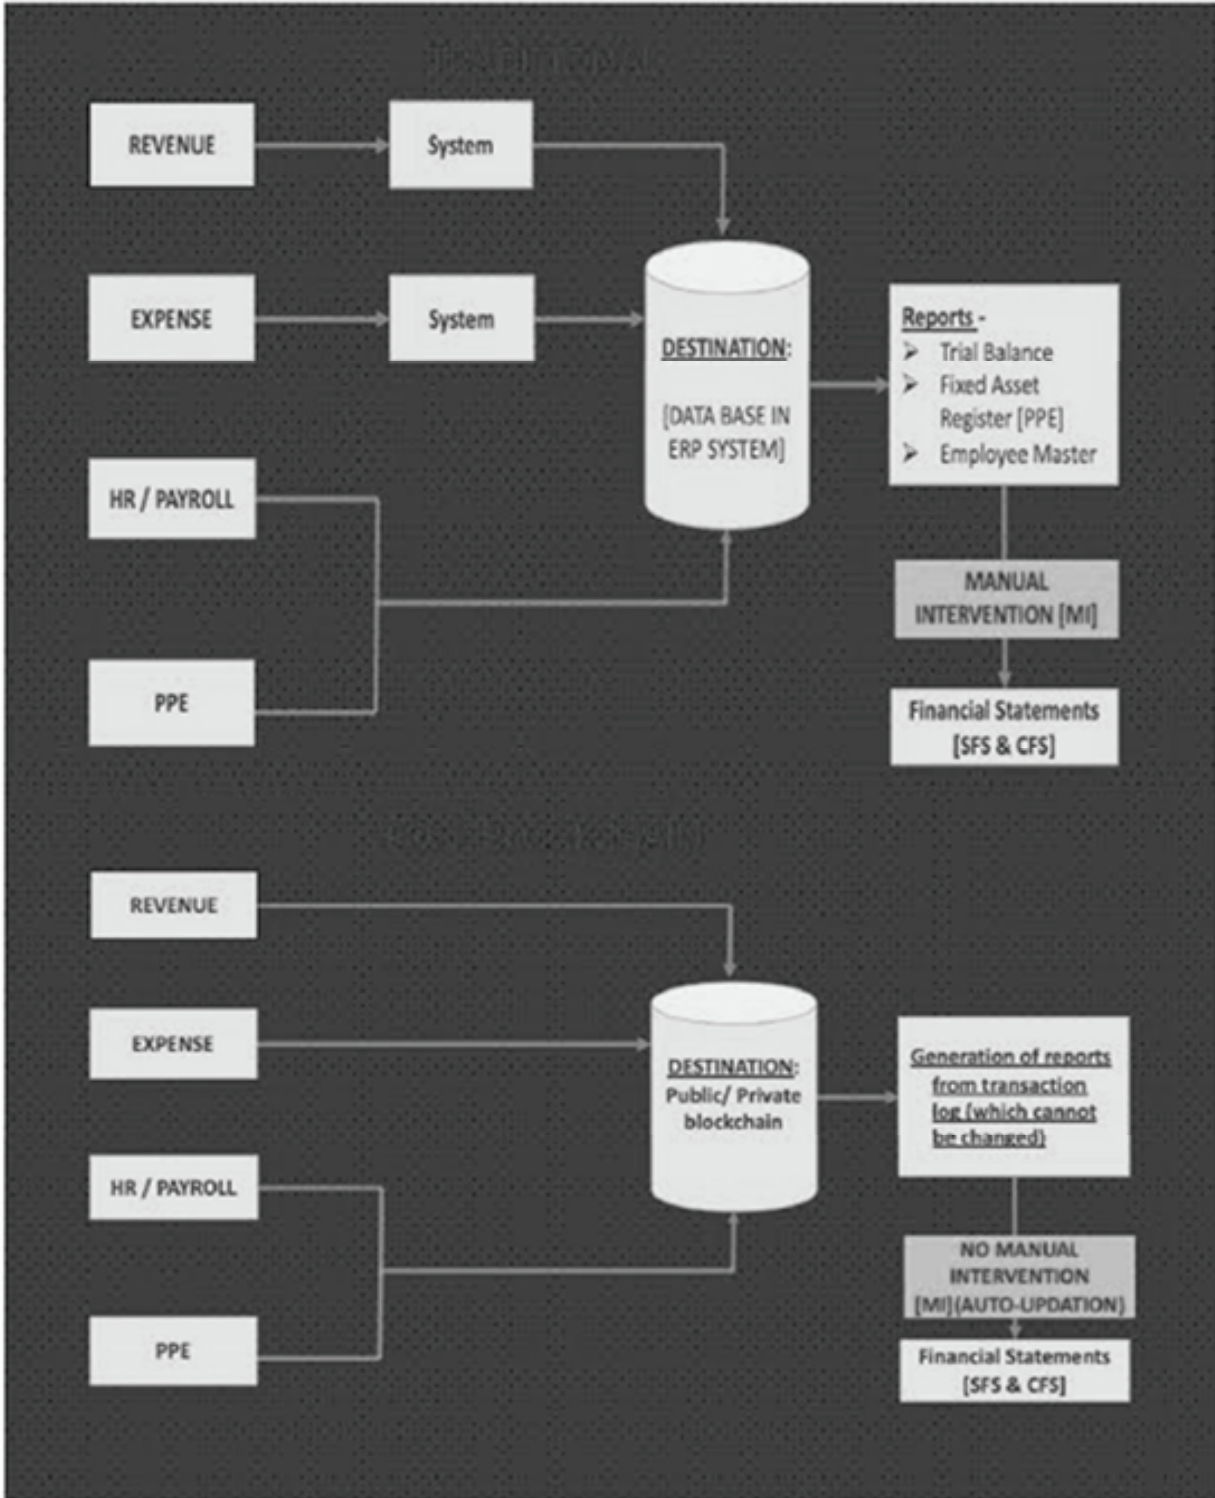 TRADITIONAL
REVENUE
System
EXPENSE
System
DESTINATION:
[DATA BASE IN
ERP SYSTEM]
Reports -
➢ Trial Balance
➢ Fixed Asset
Register [PPE]
➢ Employee Master
HR / PAYROLL
MANUAL
INTERVENTION [MI]
PPE
Financial Statements
[SFS & CFS]
REVENUE
EXPENSE
DESTINATION:
Public/ Private
blockchain
Generation of reports
from transaction
log (which cannot
be changed)
HR / PAYROLL
NO MANUAL
INTERVENTION
[MI](AUTO-UPDATION)
PPE
Financial Statements
[SFS & CFS]